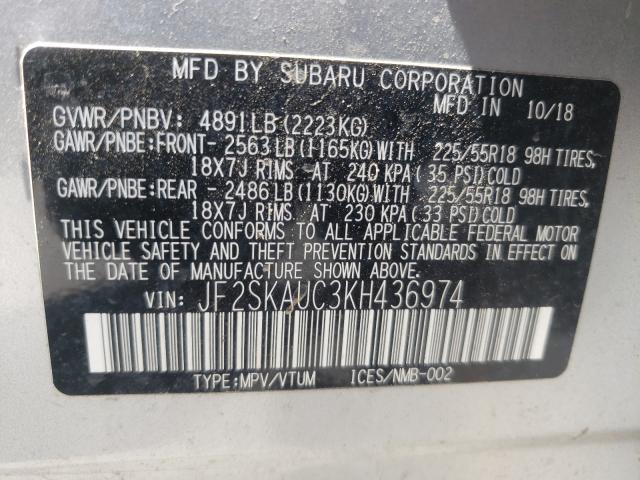 MFD BY SUBARU CORPORATION
MFD IN 10/18
GVWR/PNBV: 4891LB(2223KG)
GAWR/PNBE:FRONT- 2563LB(1165KG)WITH 225/55R18 98H TIRES,
18X7J RIMS AT 240 KPA(35 PSI)COLD
GAWR/PNBE:REAR - 2486LB(1130KG)WITH 225/55R18 98H TIRES,
18X7J RIMS AT 230 KPA(33 PSI)COLD
THIS VEHICLE CONFORMS TO ALL APPLICABLE FEDERAL MOTOR
VEHICLE SAFETY AND THEFT PREVENTION STANDARDS IN EFFECT ON
THE DATE OF MANUFACTURE SHOWN ABOVE.
VIN: JF2SKAUC3KH436974
TYPE:MPV/VTUM ICES/NMB-002